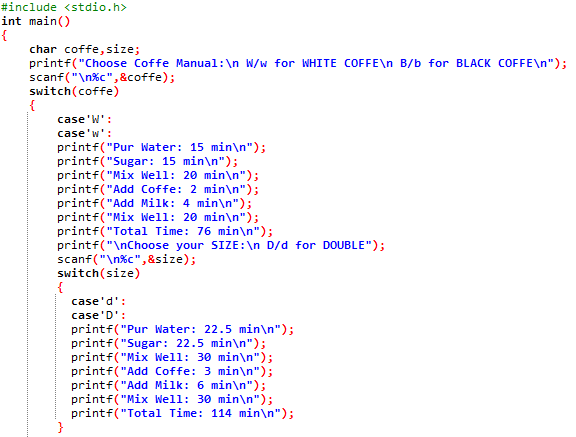 #include <stdio.h>
int main()
{
char coffe,size;
printf("Choose Coffe Manual:\n W/w for WHITE COFFE\n B/b for BLACK COFFE\n");
scanf("\n%c",&coffe);
switch(coffe)
{
case'W':
case'w':
printf("Pur Water: 15 min\n");
printf("Sugar: 15 min\n");
printf("Mix Well: 20 min\n");
printf("Add Coffe: 2 min\n");
printf("Add Milk: 4 min\n");
printf("Mix Well: 20 min\n");
printf("Total Time: 76 min\n");
printf("\nChoose your SIZE:\n D/d for DOUBLE");
scanf("\n%c",&size);
switch(size)
{
case'd':
case'D':
printf("Pur Water: 22.5 min\n");
printf("Sugar: 22.5 min\n");
printf("Mix Well: 30 min\n");
printf("Add Coffe: 3 min\n");
printf("Add Milk: 6 min\n");
printf("Mix Well: 30 min\n");
printf("Total Time: 114 min\n");
}